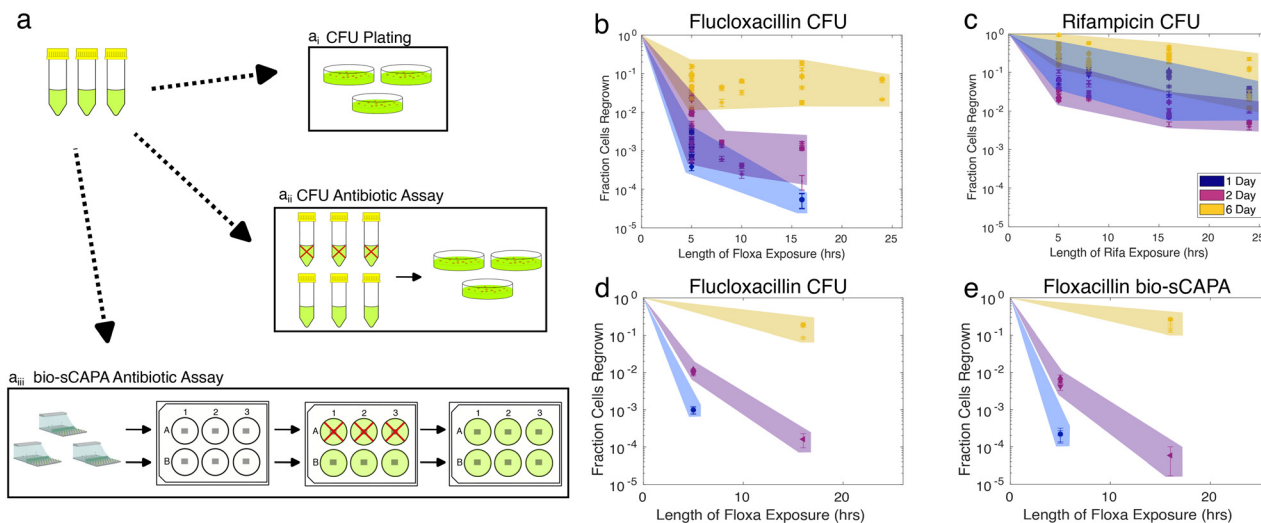 a
a_i CFU Plating
a_ii CFU Antibiotic Assay
a_iii bio-sCAPA Antibiotic Assay
1 2 3
A
B
1 2 3
A
B
1 2 3
A
B
b
Flucloxacillin CFU
Fraction Cells Regrown
10^0
10^-1
10^-2
10^-3
10^-4
10^-5
0 5 10 15 20 25
Length of Floxa Exposure (hrs)
c
Rifampicin CFU
Fraction Cells Regrown
10^0
10^-1
10^-2
10^-3
10^-4
10^-5
0 5 10 15 20 25
Length of Rifa Exposure (hrs)
1 Day
2 Day
6 Day
d
Flucloxacillin CFU
Fraction Cells Regrown
10^0
10^-1
10^-2
10^-3
10^-4
10^-5
0 10 20
Length of Floxa Exposure (hrs)
e
Floxacillin bio-sCAPA
Fraction Cells Regrown
10^0
10^-1
10^-2
10^-3
10^-4
10^-5
0 10 20
Length of Floxa Exposure (hrs)